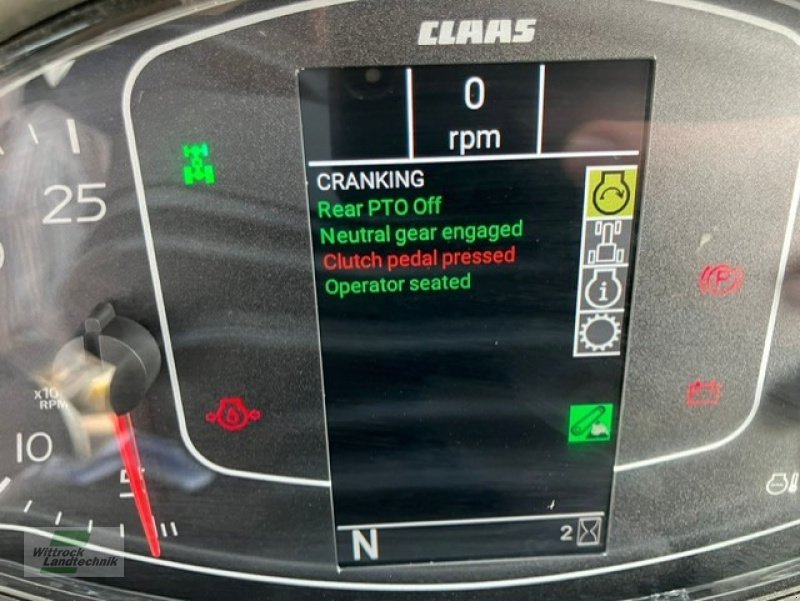 CLAAS
0
rpm
CRANKING
Rear PTO Off
Neutral gear engaged
Clutch pedal pressed
Operator seated
25
x10
RPM
10
5
N
2
Wittrock
Landtechnik